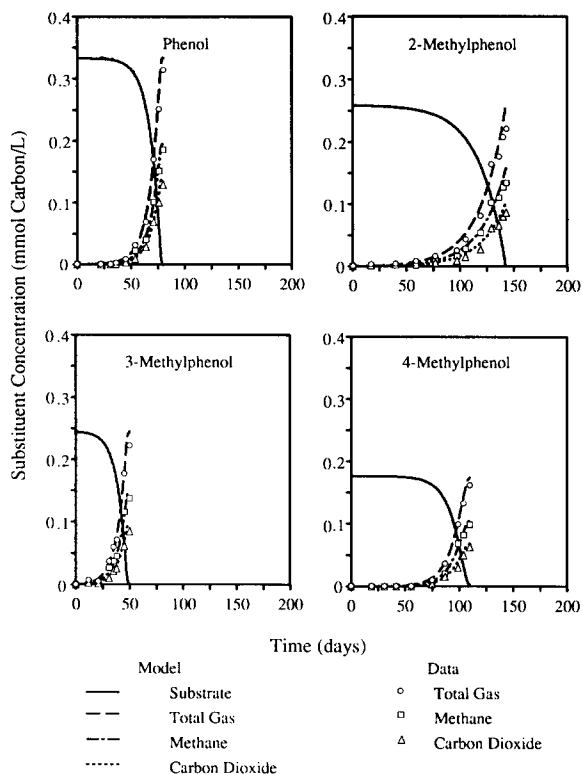 0.4
0.3
0.2
0.1
0
Phenol
0 50 100 150 200
0.4
0.3
0.2
0.1
0
2-Methylphenol
0 50 100 150 200
Substituent Concentration (mmol Carbon/L)
0.4
0.3
0.2
0.1
0
3-Methylphenol
0 50 100 150 200
0.4
0.3
0.2
0.1
0
4-Methylphenol
0 50 100 150 200
Time (days)
Model
Substrate
Total Gas
Methane
Carbon Dioxide
Data
Total Gas
Methane
Carbon Dioxide